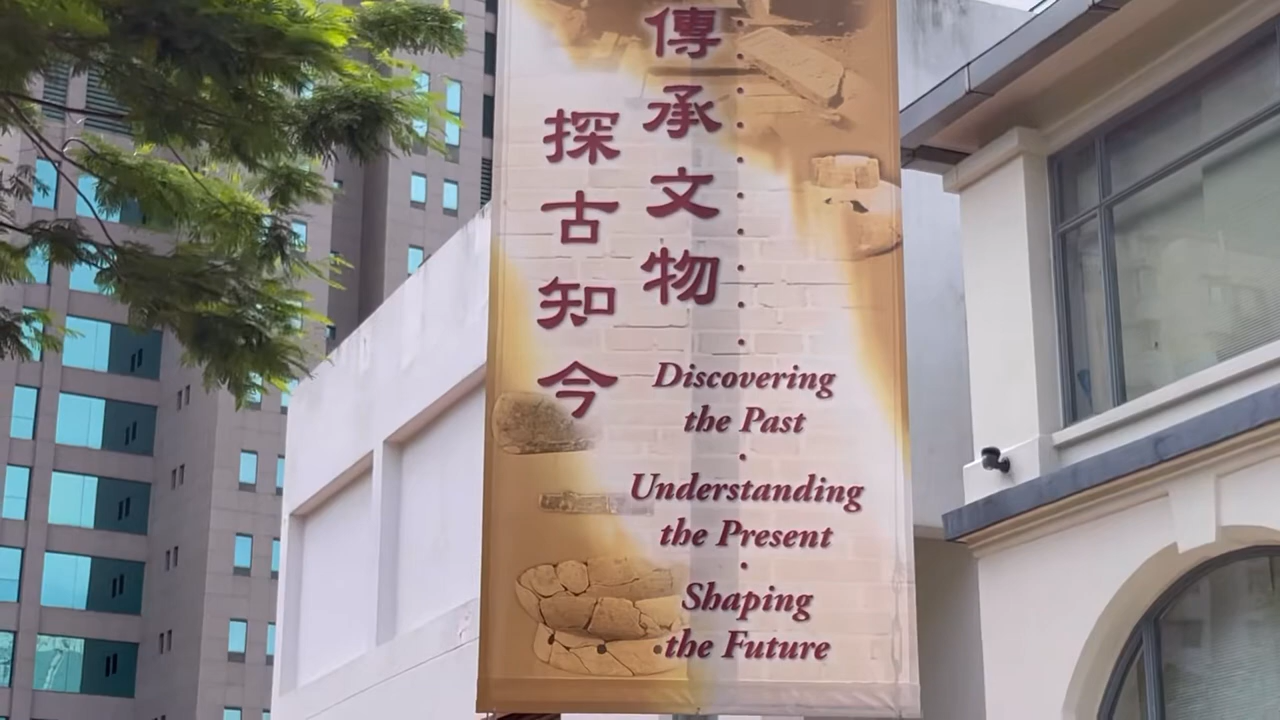 傳承文物
探古知今
Discovering
the Past
Understanding
the Present
Shaping
the Future